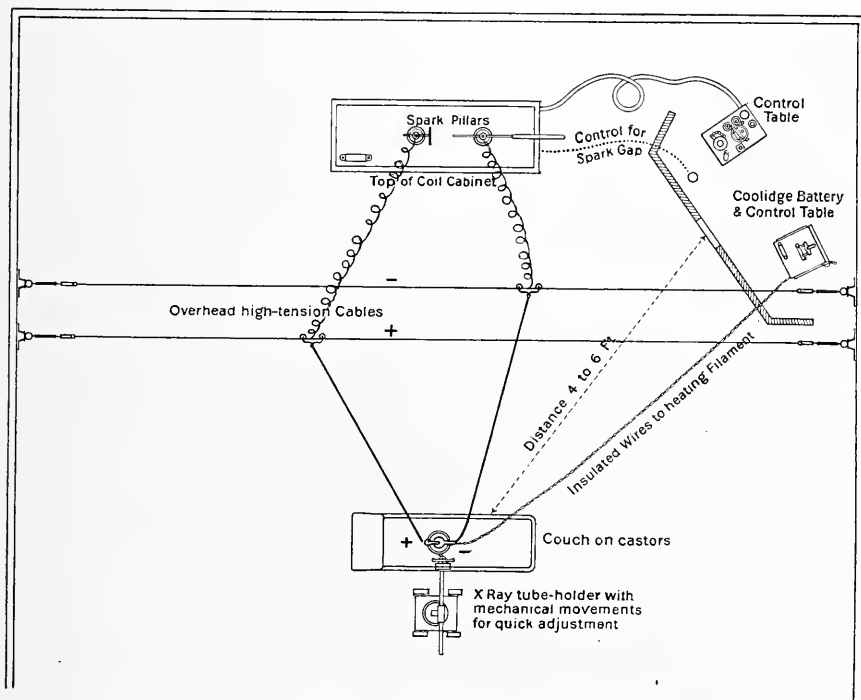 Spark Pillars
Top of Coil Cabinet
Control for
Spark Gap
Control
Table
Coolidge Battery
& Control Table
−
Overhead high-tension Cables
+
Distance 4 to 6 Ft
Insulated Wires to heating Filament
+
−
Couch on castors
X Ray tube-holder with
mechanical movements
for quick adjustment